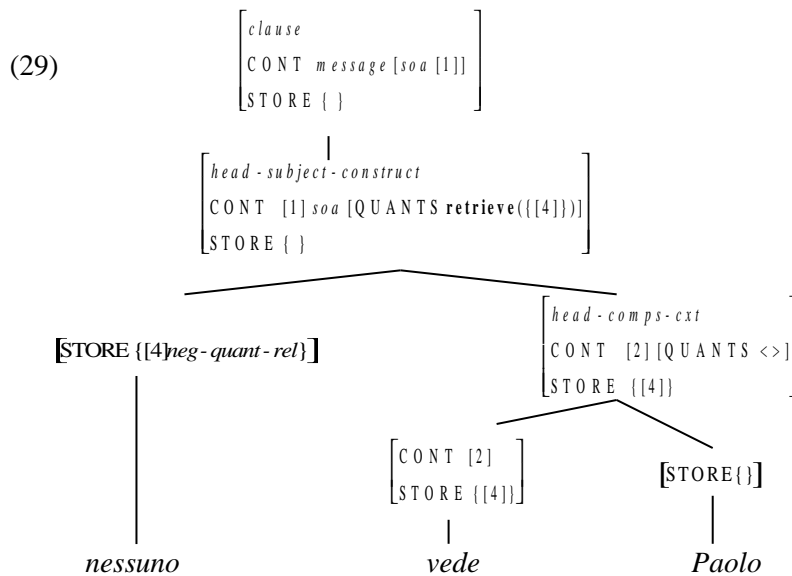 (29)
clause
CONT message [soa [1]]
STORE { }
head-subject-construct
CONT [1] soa [QUANTS retrieve({[4]})]
STORE { }
[STORE {[4]neg-quant-rel}]
head-comps-cxt
CONT [2] [QUANTS < >]
STORE {[4]}
CONT [2]
STORE {[4]}
[STORE{}]
nessuno vede Paolo